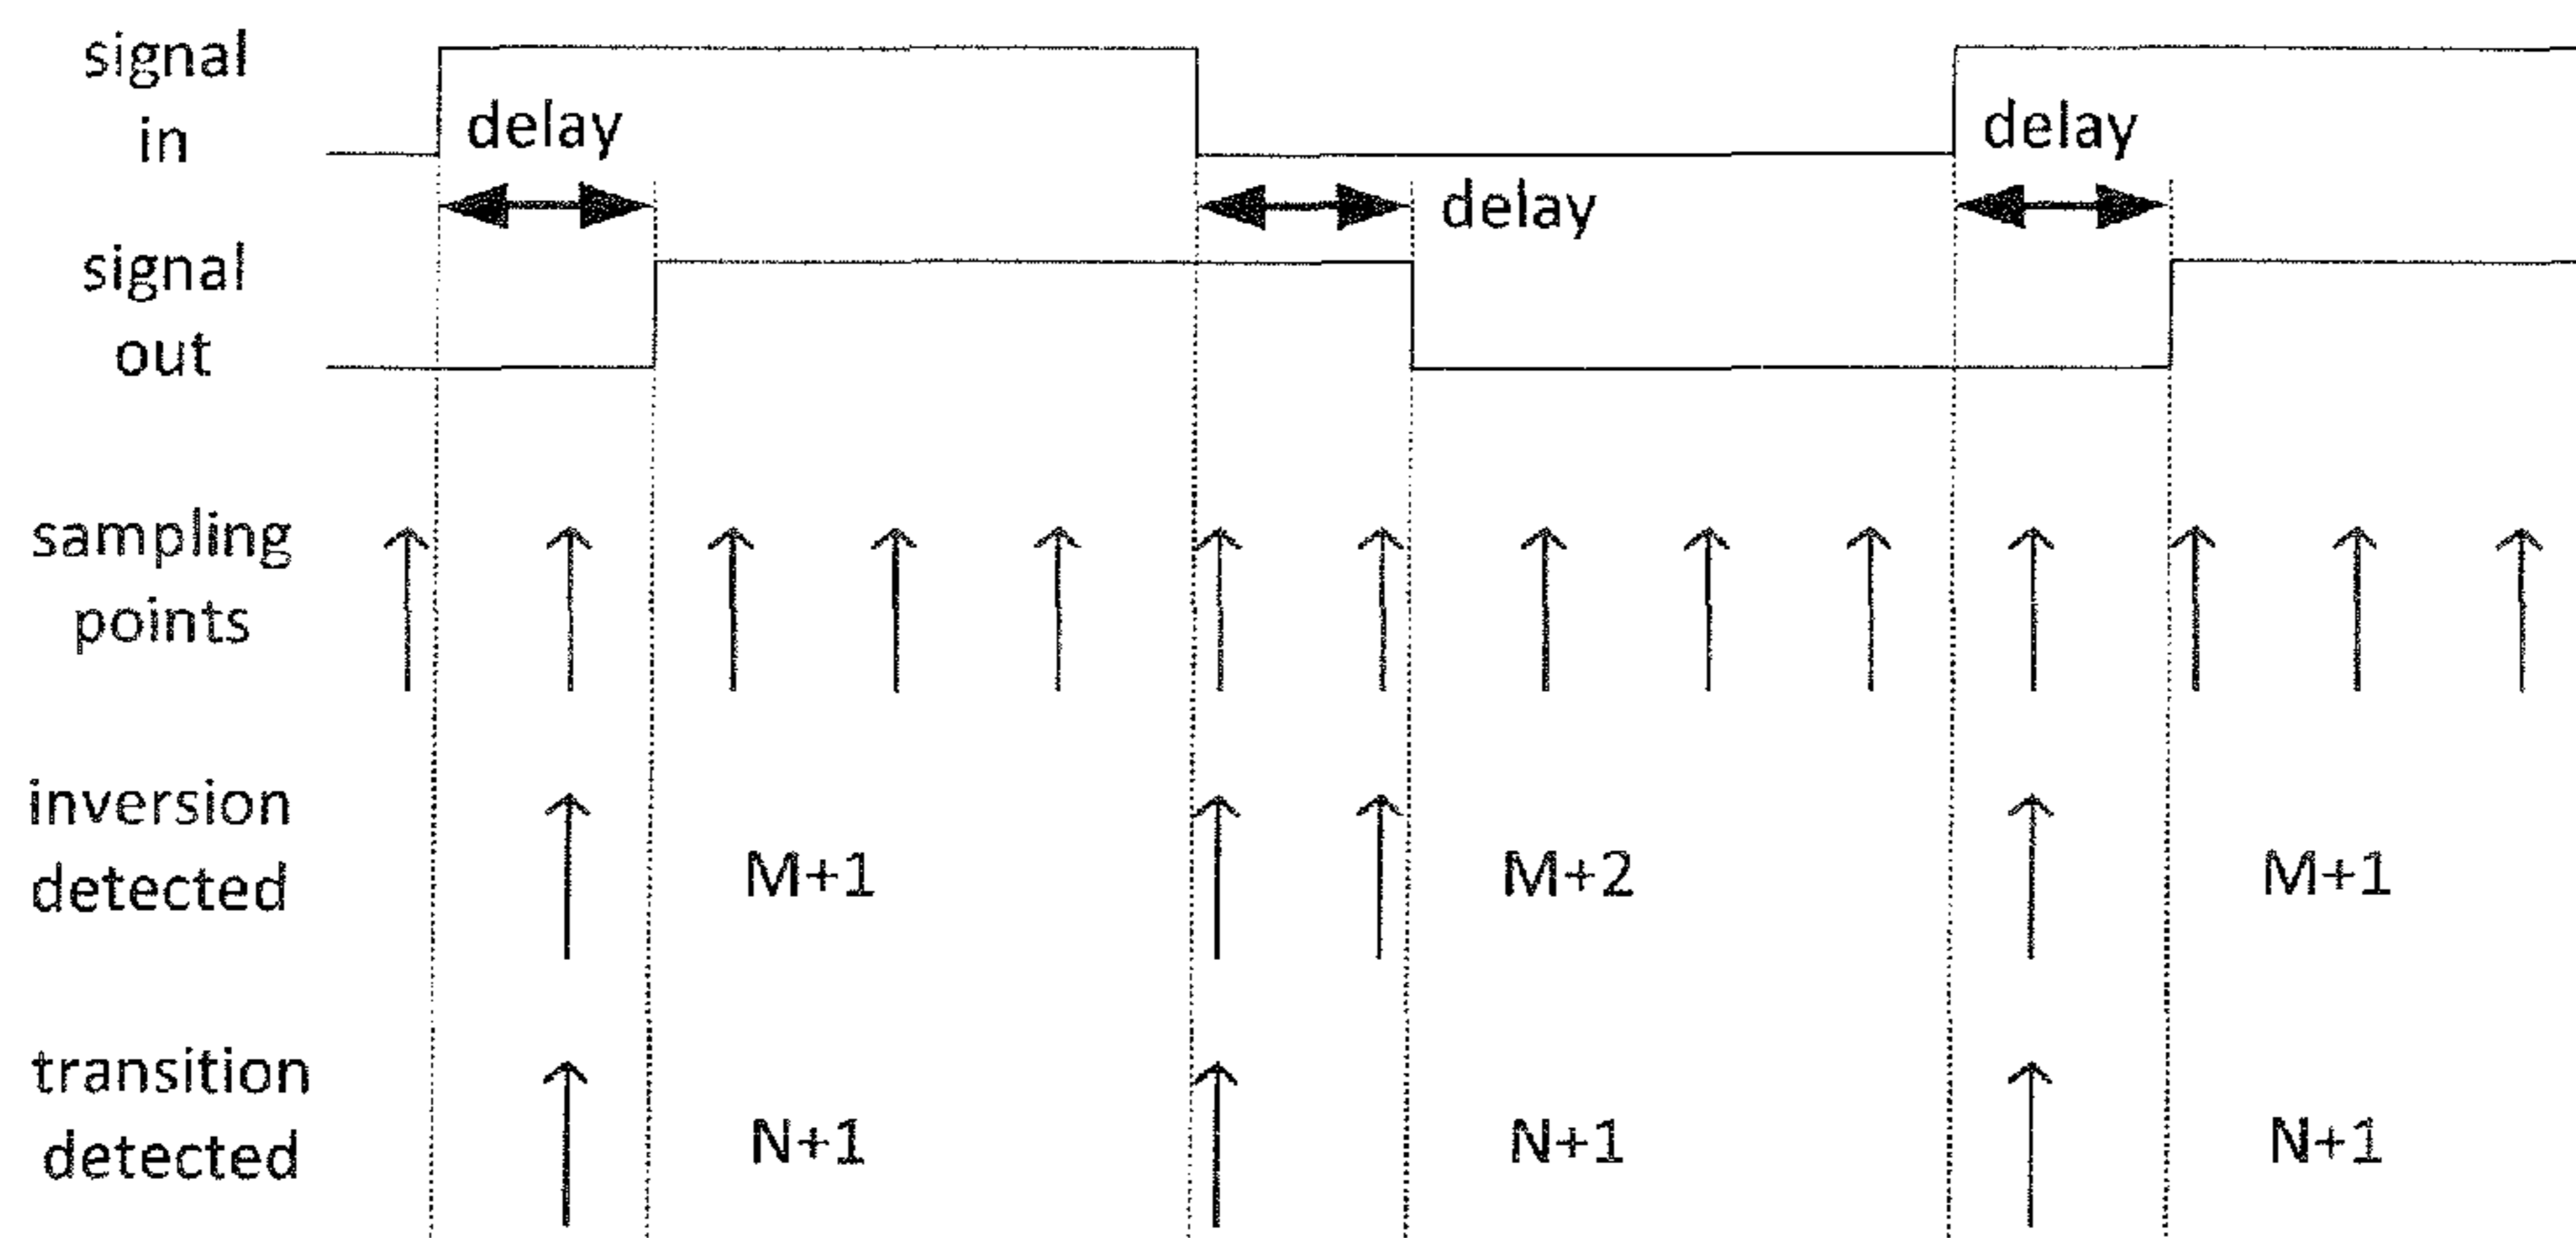 signal
in
delay
delay
delay
signal
out
sampling
points
inversion
detected
M+1
M+2
M+1
transition
detected
N+1
N+1
N+1